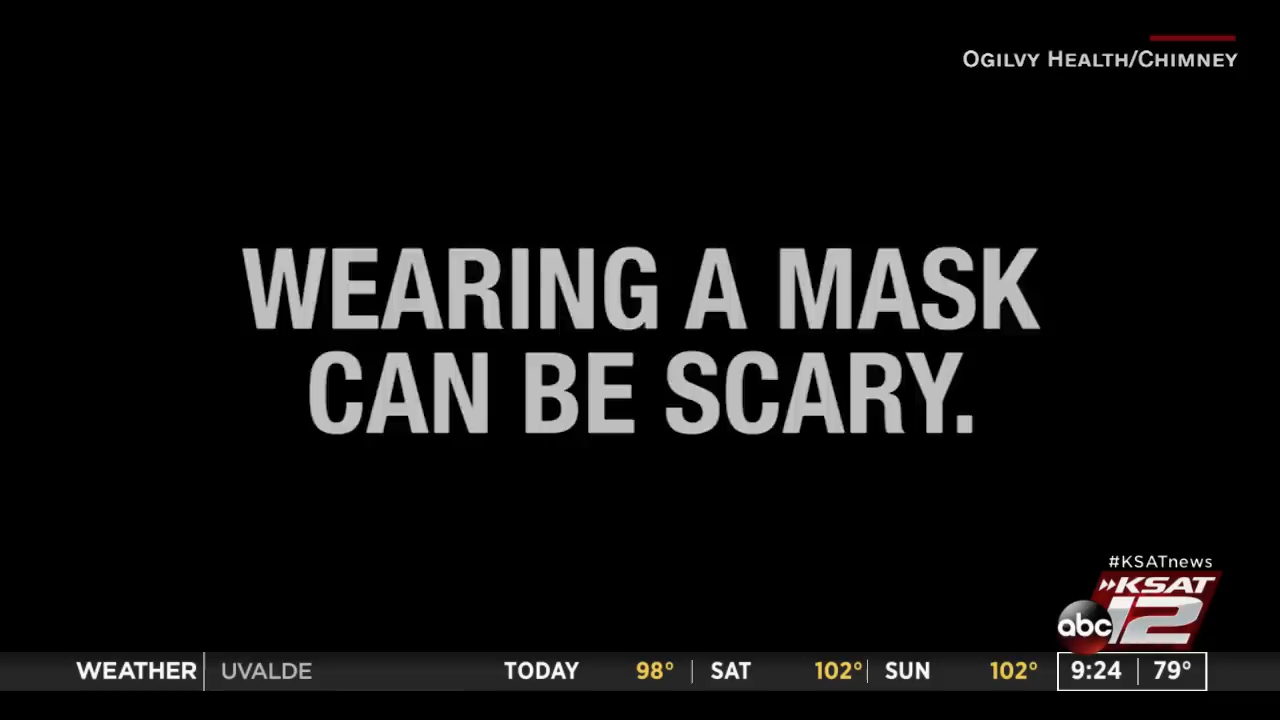 OGILVY HEALTH/CHIMNEY
WEARING A MASK
CAN BE SCARY.
#KSATnews
KSAT
abc 12
WEATHER UVALDE TODAY 98° SAT 102° SUN 102° 9:24 79°